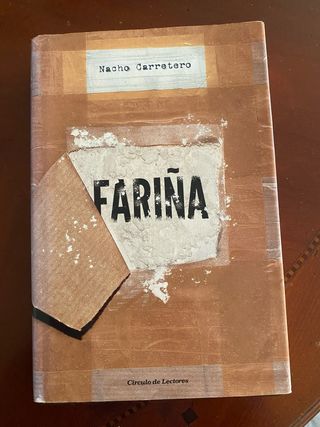 Nacho Carretero
FARIÑA
Círculo de Lectores